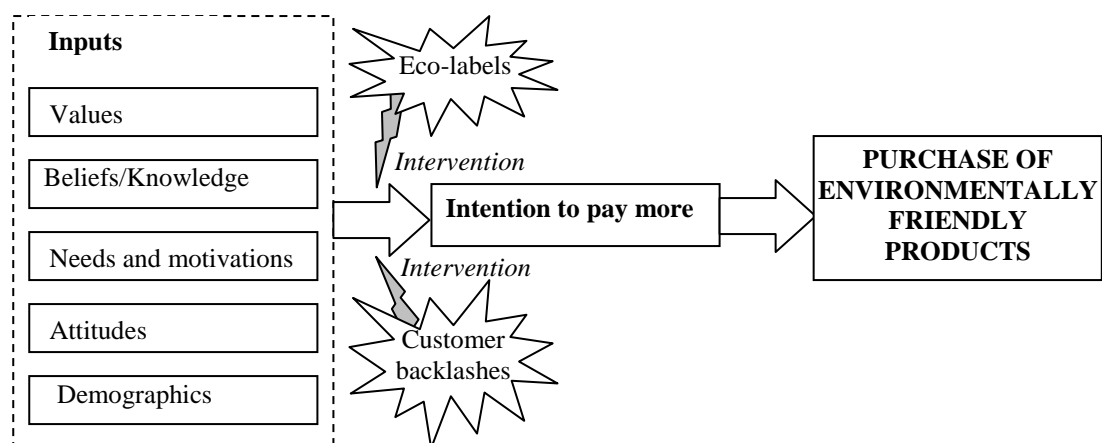 Inputs
Values
Beliefs/Knowledge
Needs and motivations
Attitudes
Demographics
Eco-labels
Intervention
Intention to pay more
Intervention
Customer
backlashes
PURCHASE OF
ENVIRONMENTALLY
FRIENDLY
PRODUCTS